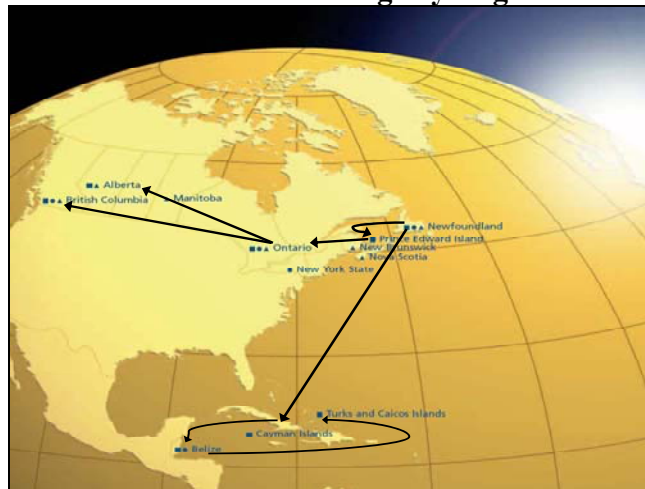 Alberta
British Columbia
Manitoba
Newfoundland
Prince Edward Island
Ontario
New Brunswick
Nova Scotia
New York State
Turks and Caicos Islands
Cayman Islands
Belize